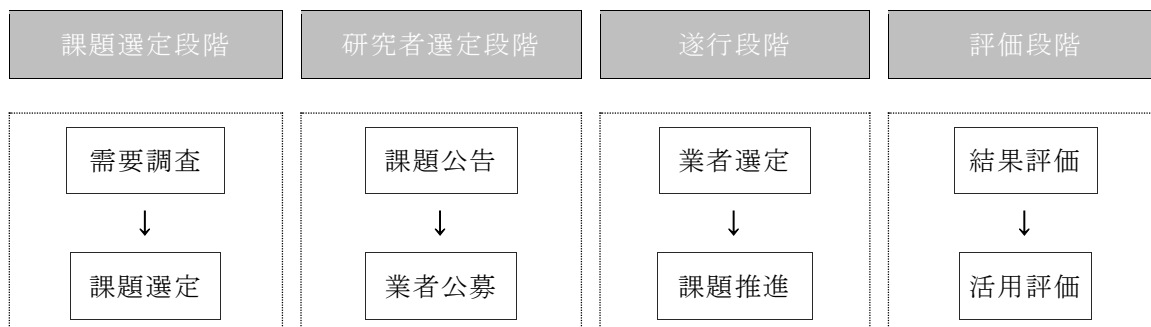 課題選定段階
研究者選定段階
遂行段階
評価段階
需要調査
↓
課題選定
課題公告
↓
業者公募
業者選定
↓
課題推進
結果評価
↓
活用評価